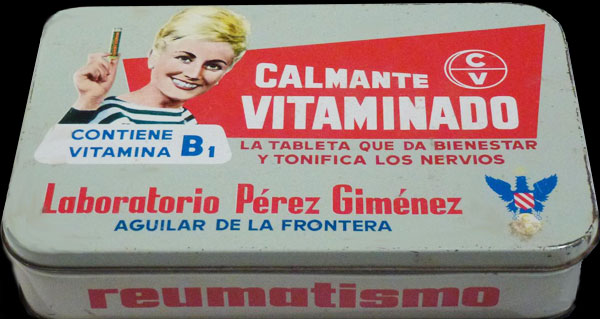 CALMANTE
VITAMINADO
C
V
CONTIENE
VITAMINA B1
LA TABLETA QUE DA BIENESTAR
Y TONIFICA LOS NERVIOS
Laboratorio Pérez Giménez
AGUILAR DE LA FRONTERA
reumatismo